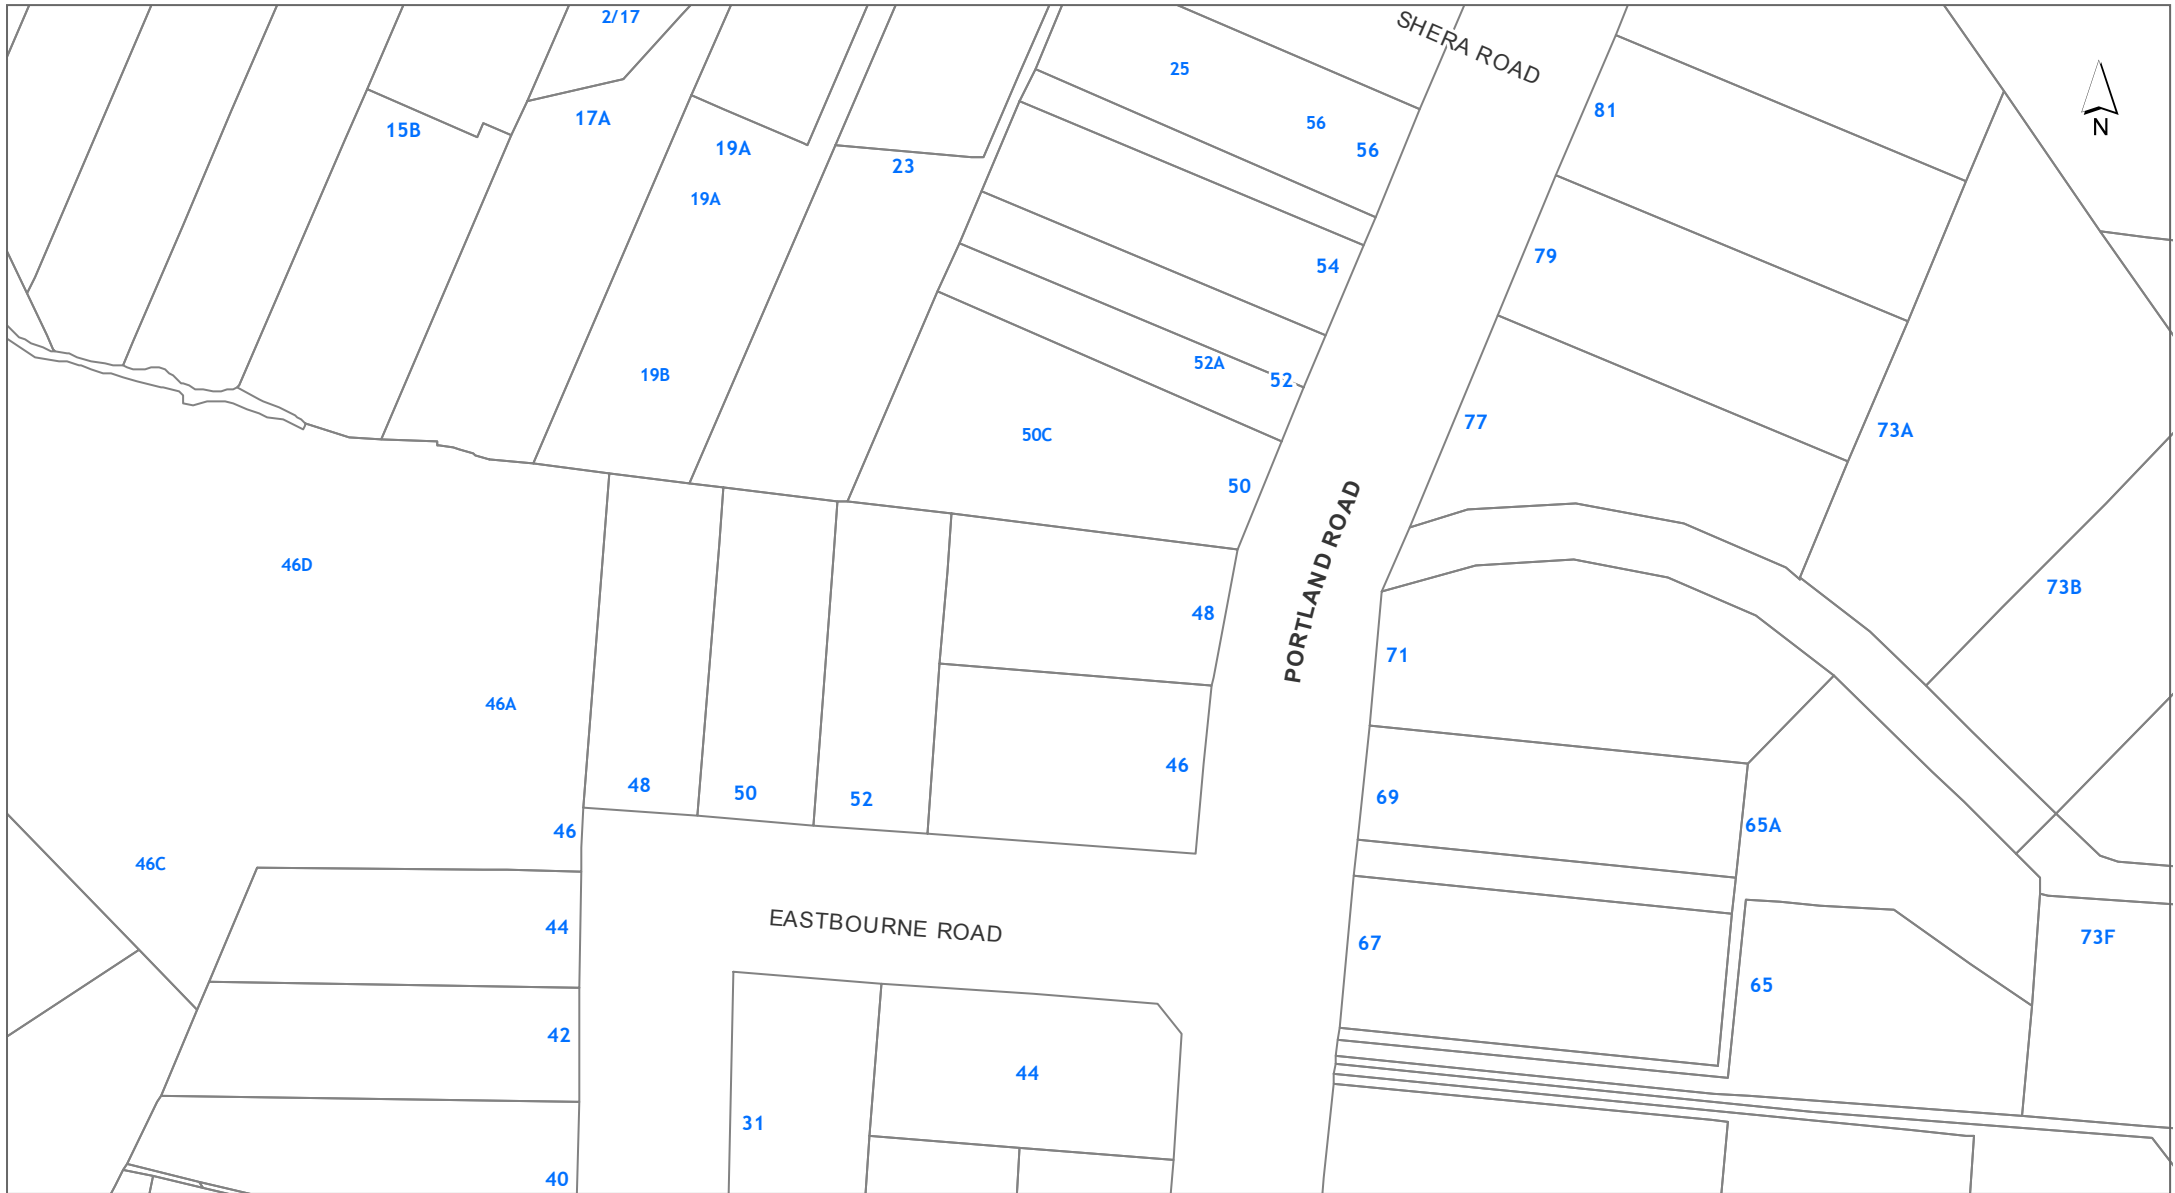 2/17
SHERA ROAD
25
81
17A
56
15B
N
19A
56
23
19A
79
54
52A
19B
52
77
73A
50C
50
PORTLAND ROAD
46D
73B
48
71
46A
46
48
50
69
52
65A
46
46C
EASTBOURNE ROAD
44
67
73F
65
42
44
31
40